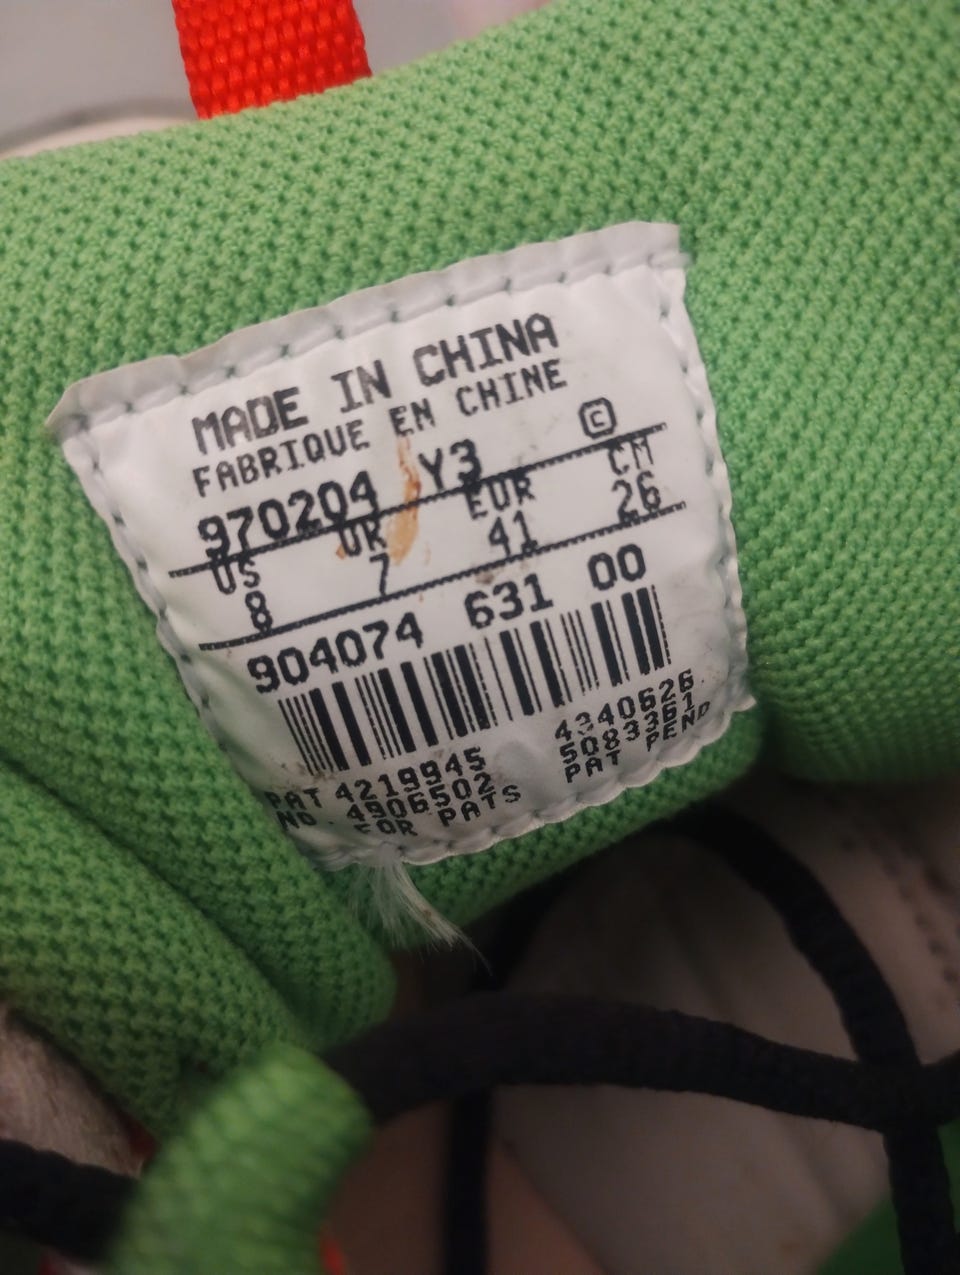 MADE IN CHINA
FABRIQUE EN CHINE
970204 Y3 ©
US UK EUR CM
8 7 41 26
904074 631 00
PAT 4219945 4340626
NO. 4906502 5083361
FOR PATS PAT PEND